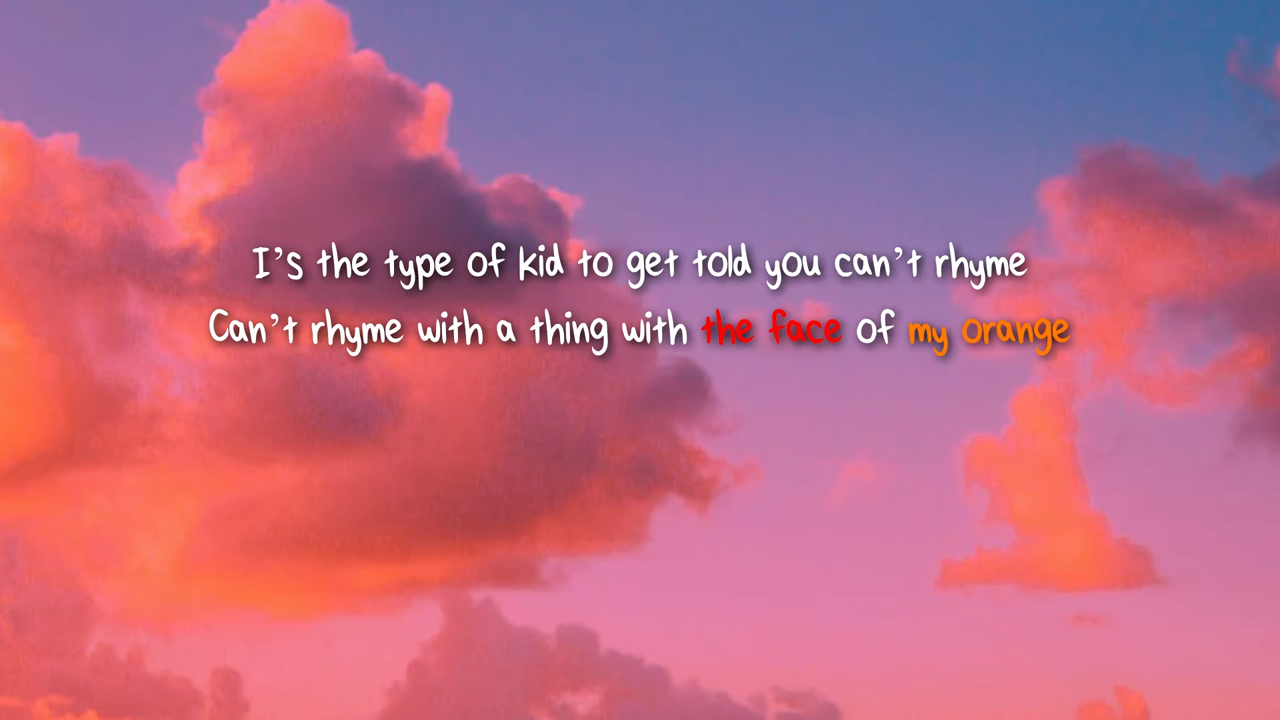 I's the type of kid to get told you can't rhyme
Can't rhyme with a thing with the face of my orange